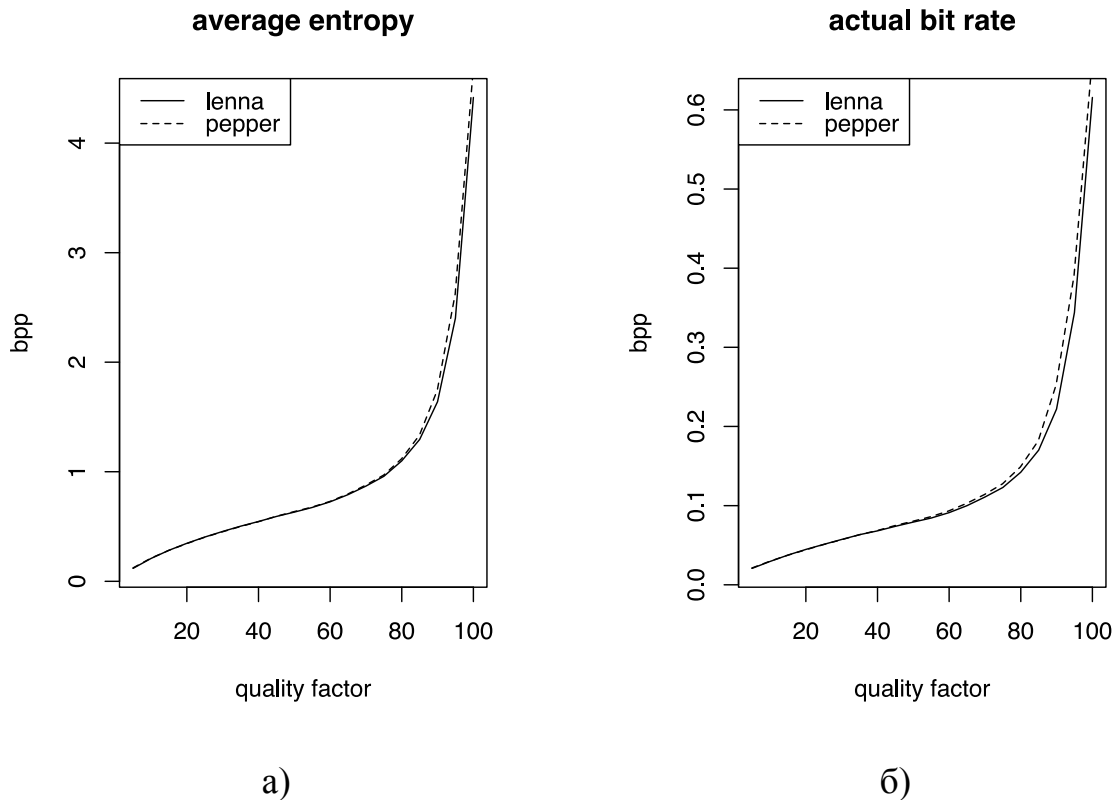 average entropy
lenna
pepper
4
3
2
1
0
bpp
20 40 60 80 100
quality factor
а)
actual bit rate
lenna
pepper
0.6
0.5
0.4
0.3
0.2
0.1
0.0
bpp
20 40 60 80 100
quality factor
б)